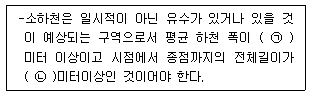 -소하천은 일시적이 아닌 유수가 있거나 있을 것
이 예상되는 구역으로서 평균 하천 폭이 ( ㉠ )
미터 이상이고 시점에서 종점까지의 전체길이가
( ㉡ )미터이상인 것이어야 한다.